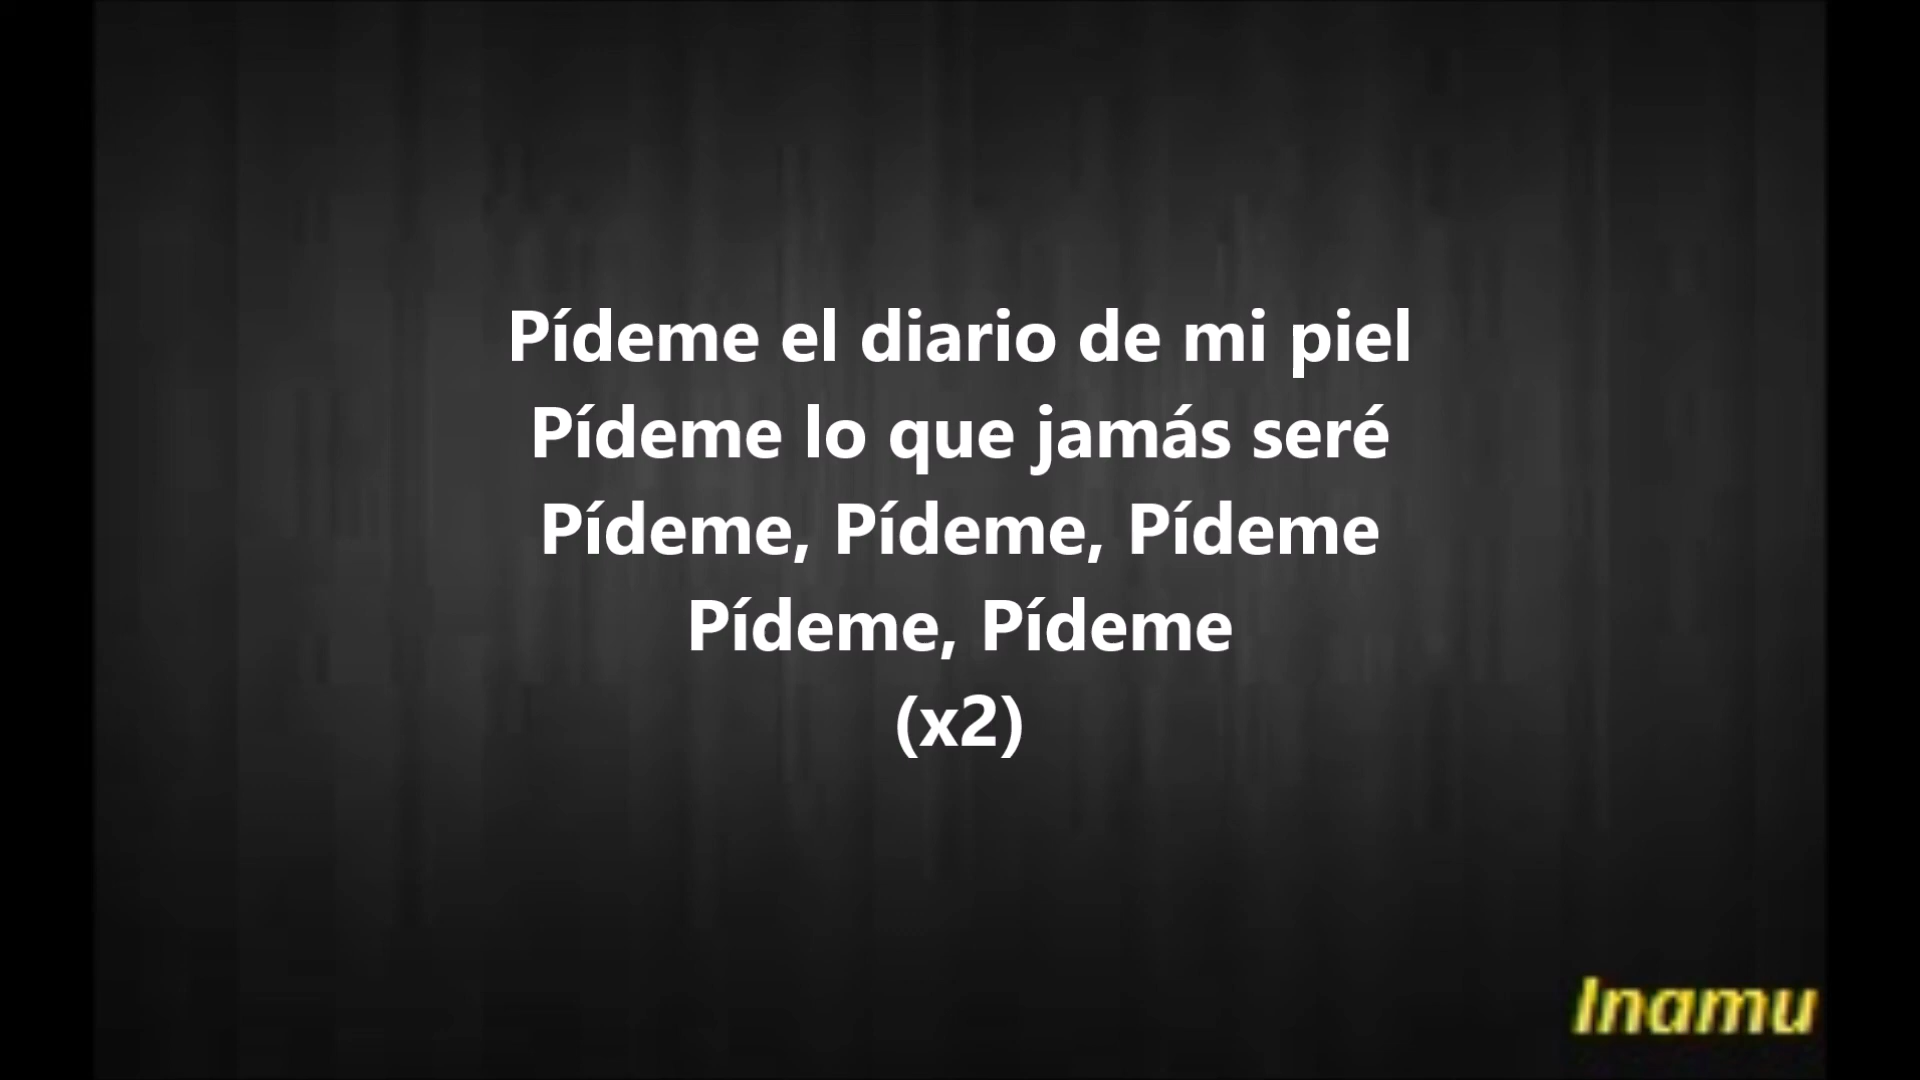 Pídeme el diario de mi piel
Pídeme lo que jamás seré
Pídeme, Pídeme, Pídeme
Pídeme, Pídeme
(x2)
Inamu